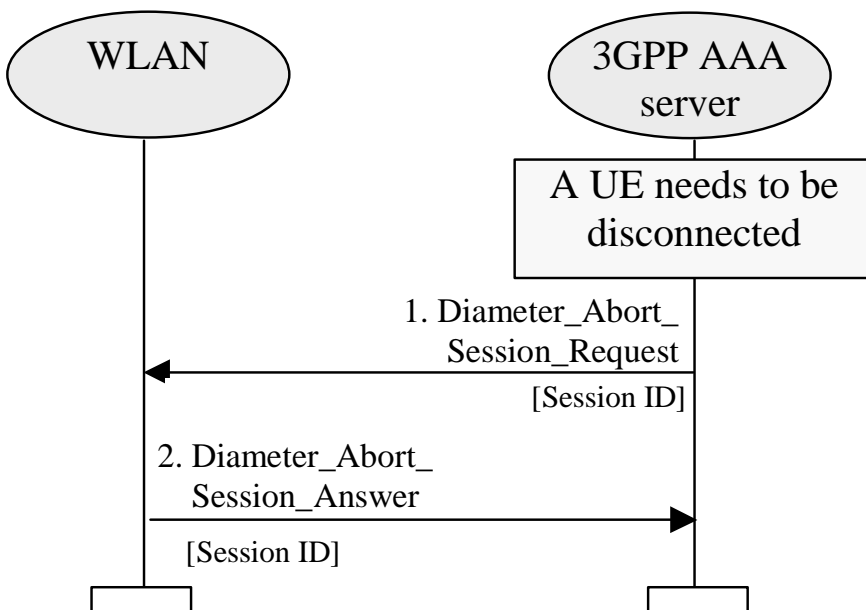 WLAN
3GPP AAA
server
A UE needs to be
disconnected
1. Diameter_Abort_
Session_Request
[Session ID]
2. Diameter_Abort_
Session_Answer
[Session ID]